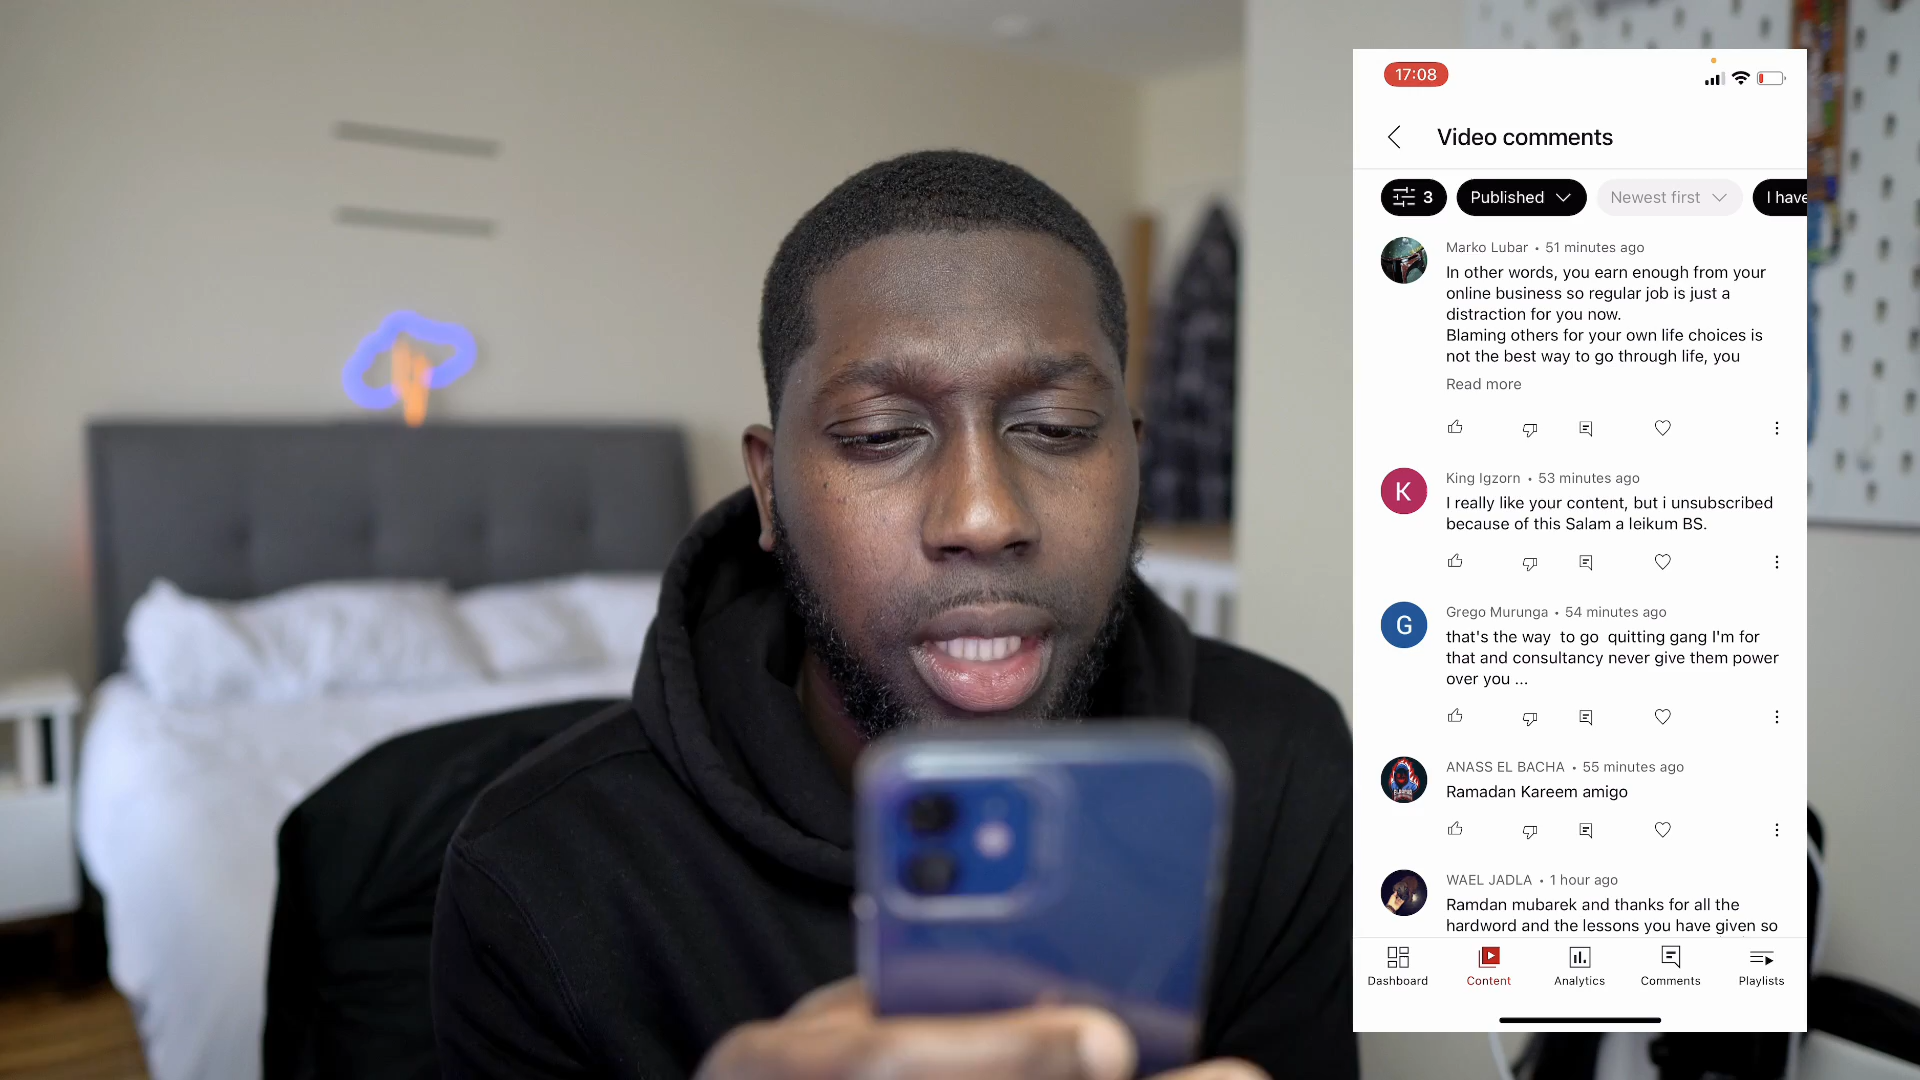 17:08
Video comments
3
Published
Newest first
I have
Marko Lubar • 51 minutes ago
In other words, you earn enough from your
online business so regular job is just a
distraction for you now.
Blaming others for your own life choices is
not the best way to go through life, you
Read more
K
King Igzorn • 53 minutes ago
I really like your content, but i unsubscribed
because of this Salam a leikum BS.
G
Grego Murunga • 54 minutes ago
that's the way  to go  quitting gang I'm for
that and consultancy never give them power
over you ...
ANASS EL BACHA • 55 minutes ago
Ramadan Kareem amigo
WAEL JADLA • 1 hour ago
Ramdan mubarek and thanks for all the
hardword and the lessons you have given so
Dashboard
Content
Analytics
Comments
Playlists